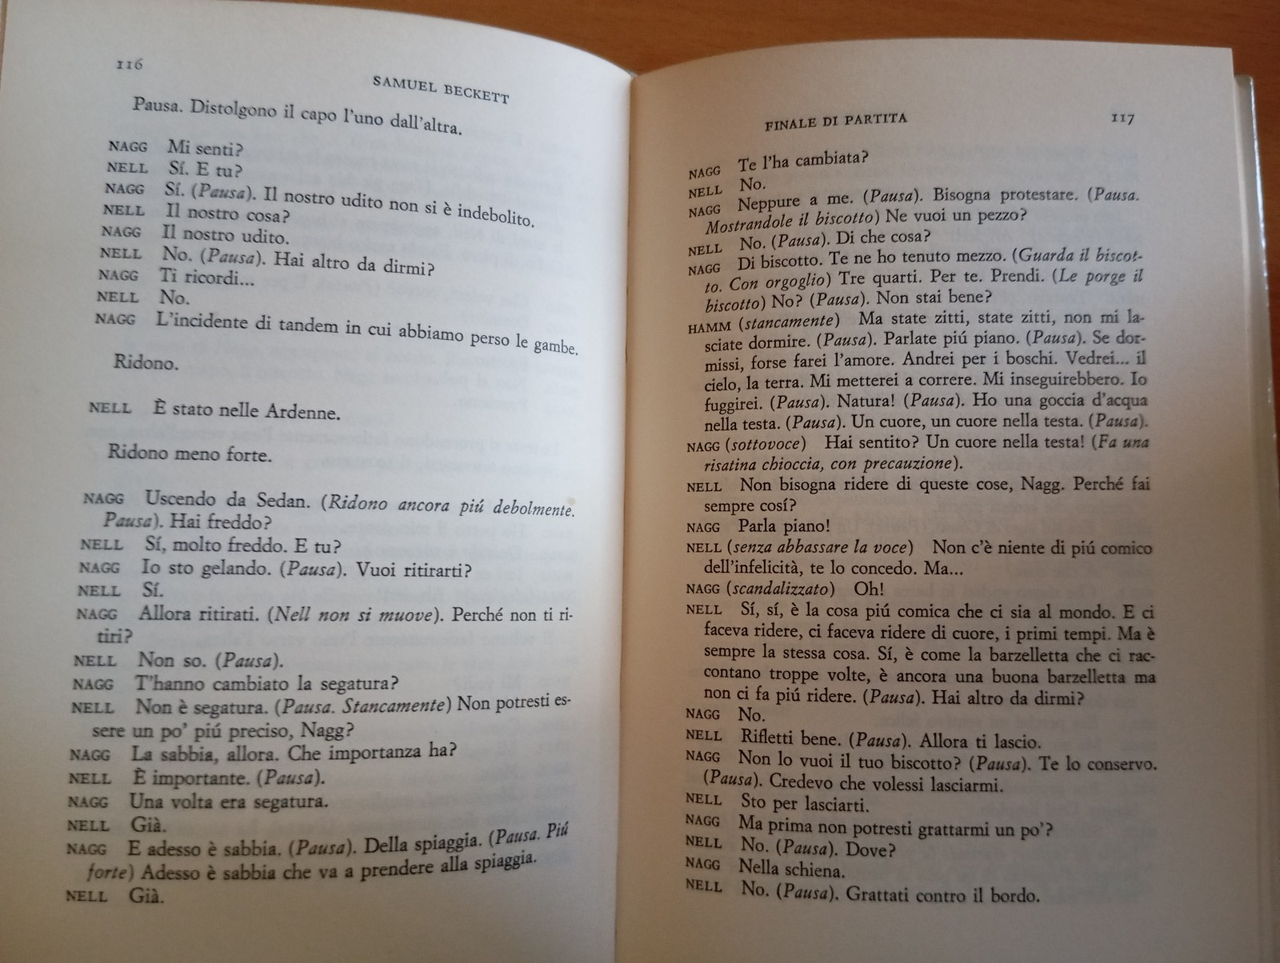 116
SAMUEL BECKETT
Pausa. Distolgono il capo l'uno dall'altra.
NAGG Mi senti?
NELL Sí. E tu?
NAGG Sí. (Pausa). Il nostro udito non si è indebolito.
NELL Il nostro cosa?
NAGG Il nostro udito.
NELL No. (Pausa). Hai altro da dirmi?
NAGG Ti ricordi...
NELL No.
NAGG L'incidente di tandem in cui abbiamo perso le gambe.
Ridono.
NELL È stato nelle Ardenne.
Ridono meno forte.
NAGG Uscendo da Sedan. (Ridono ancora piú debolmente.
Pausa). Hai freddo?
NELL Sí, molto freddo. E tu?
NAGG Io sto gelando. (Pausa). Vuoi ritirarti?
NELL Sí.
NAGG Allora ritirati. (Nell non si muove). Perché non ti ri-
tiri?
NELL Non so. (Pausa).
NAGG T'hanno cambiato la segatura?
NELL Non è segatura. (Pausa. Stancamente) Non potresti es-
sere un po' piú preciso, Nagg?
NAGG La sabbia, allora. Che importanza ha?
NELL È importante. (Pausa).
NAGG Una volta era segatura.
NELL Già.
NAGG E adesso è sabbia. (Pausa). Della spiaggia. (Pausa. Piú
forte) Adesso è sabbia che va a prendere alla spiaggia.
NELL Già.
FINALE DI PARTITA
117
NAGG Te l'ha cambiata?
NELL No.
NAGG Neppure a me. (Pausa). Bisogna protestare. (Pausa.
Mostrandole il biscotto) Ne vuoi un pezzo?
NELL No. (Pausa). Di che cosa?
NAGG Di biscotto. Te ne ho tenuto mezzo. (Guarda il biscot-
to. Con orgoglio) Tre quarti. Per te. Prendi. (Le porge il
biscotto) No? (Pausa). Non stai bene?
HAMM (stancamente) Ma state zitti, state zitti, non mi la-
sciate dormire. (Pausa). Parlate piú piano. (Pausa). Se dor-
missi, forse farei l'amore. Andrei per i boschi. Vedrei... il
cielo, la terra. Mi metterei a correre. Mi inseguirebbero. Io
fuggirei. (Pausa). Natura! (Pausa). Ho una goccia d'acqua
nella testa. (Pausa). Un cuore, un cuore nella testa. (Pausa).
NAGG (sottovoce) Hai sentito? Un cuore nella testa! (Fa una
risatina chioccia, con precauzione).
NELL Non bisogna ridere di queste cose, Nagg. Perché fai
sempre cosí?
NAGG Parla piano!
NELL (senza abbassare la voce) Non c'è niente di piú comico
dell'infelicità, te lo concedo. Ma...
NAGG (scandalizzato) Oh!
NELL Sí, sí, è la cosa piú comica che ci sia al mondo. E ci
faceva ridere, ci faceva ridere di cuore, i primi tempi. Ma è
sempre la stessa cosa. Sí, è come la barzelletta che ci rac-
contano troppe volte, è ancora una buona barzelletta ma
non ci fa piú ridere. (Pausa). Hai altro da dirmi?
NAGG No.
NELL Rifletti bene. (Pausa). Allora ti lascio.
NAGG Non lo vuoi il tuo biscotto? (Pausa). Te lo conservo.
(Pausa). Credevo che volessi lasciarmi.
NELL Sto per lasciarti.
NAGG Ma prima non potresti grattarmi un po'?
NELL No. (Pausa). Dove?
NAGG Nella schiena.
NELL No. (Pausa). Grattati contro il bordo.